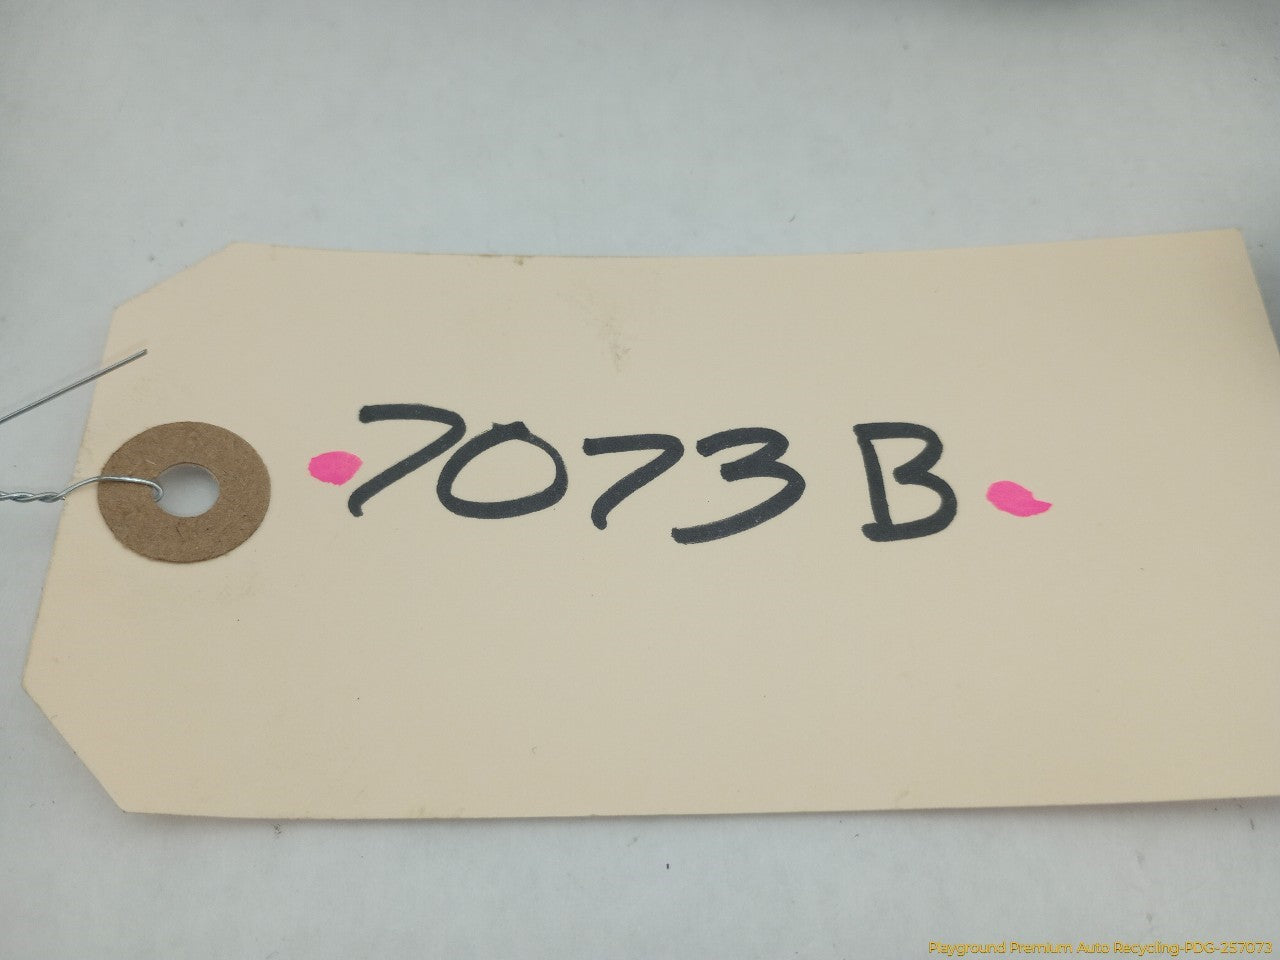 7073 B
Playground Premium Auto Recycling-PDG-257073